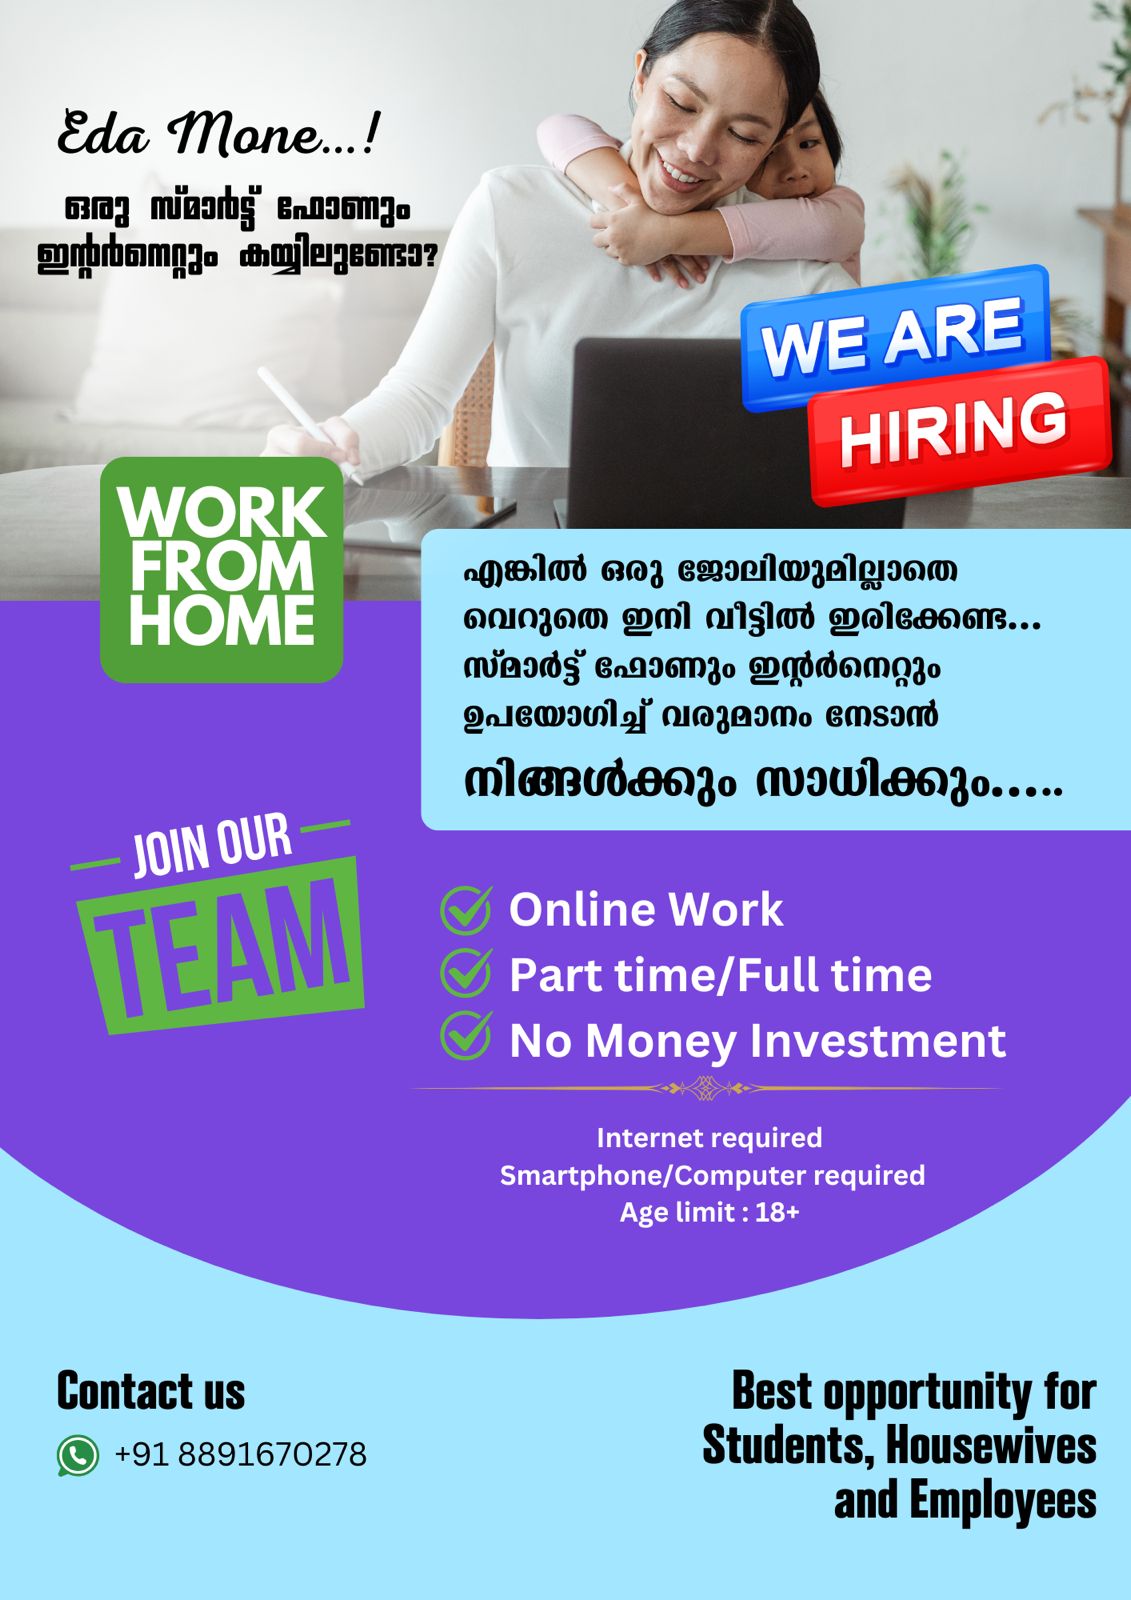 Eda Mone...!
ഒരു സ്മാർട്ട് ഫോണും
ഇന്റർനെറ്റും കയ്യിലുണ്ടോ?
WE ARE
HIRING
WORK
FROM
HOME
എങ്കിൽ ഒരു ജോലിയുമില്ലാതെ
വെറുതെ ഇനി വീട്ടിൽ ഇരിക്കേണ്ട...
സ്മാർട്ട് ഫോണും ഇന്റർനെറ്റും
ഉപയോഗിച്ച് വരുമാനം നേടാൻ
നിങ്ങൾക്കും സാധിക്കും.....
JOIN OUR
TEAM
Online Work
Part time/Full time
No Money Investment
Internet required
Smartphone/Computer required
Age limit : 18+
Contact us
+91 8891670278
Best opportunity for
Students, Housewives
and Employees